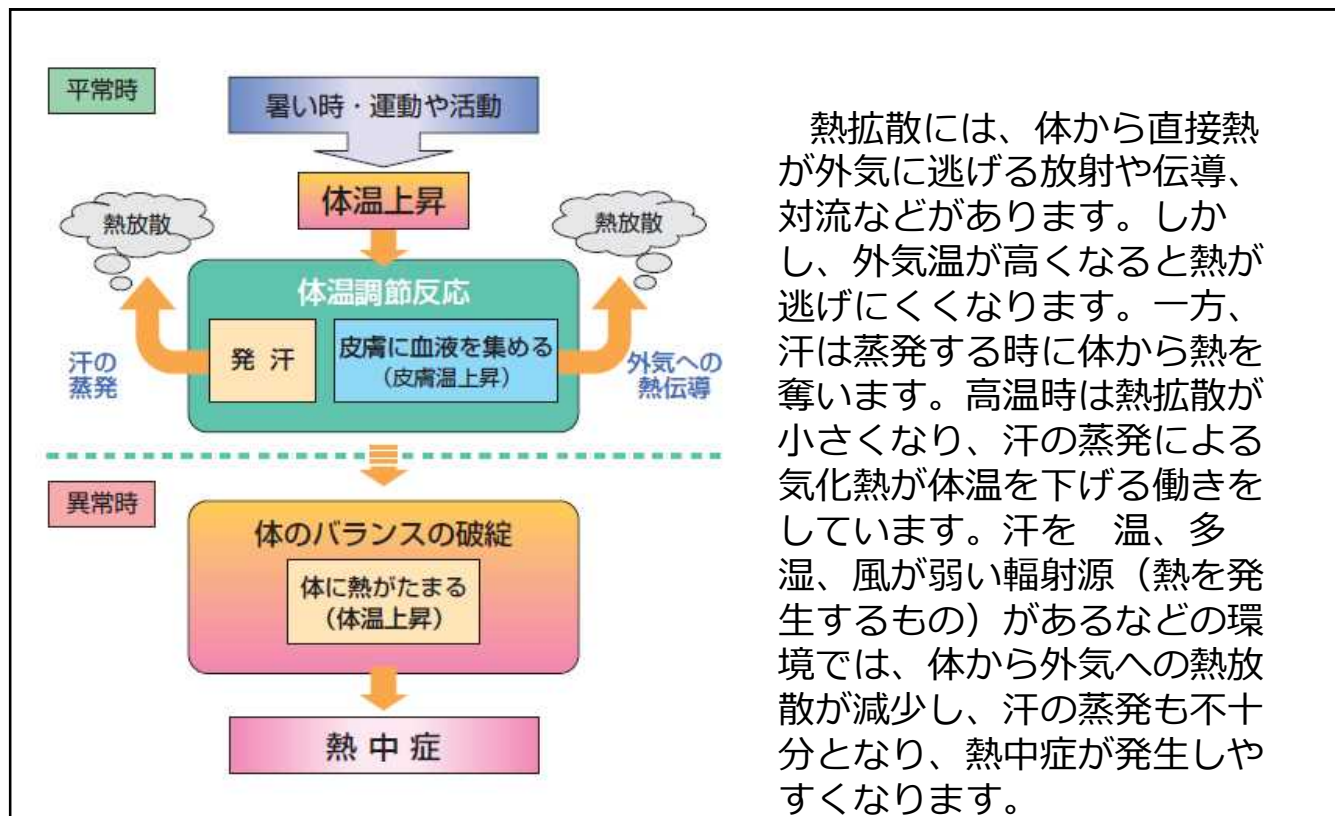 平常時
暑い時・運動や活動
体温上昇
熱放散
熱放散
体温調節反応
発 汗
皮膚に血液を集める
(皮膚温上昇)
汗の
蒸発
外気への
熱伝導
異常時
体のバランスの破綻
体に熱がたまる
(体温上昇)
熱 中 症
熱拡散には、体から直接熱
が外気に逃げる放射や伝導、
対流などがあります。しか
し、外気温が高くなると熱が
逃げにくくなります。一方、
汗は蒸発する時に体から熱を
奪います。高温時は熱拡散が
小さくなり、汗の蒸発による
気化熱が体温を下げる働きを
しています。汗を　温、多
湿、風が弱い輻射源（熱を発
生するもの）があるなどの環
境では、体から外気への熱放
散が減少し、汗の蒸発も不十
分となり、熱中症が発生しや
すくなります。